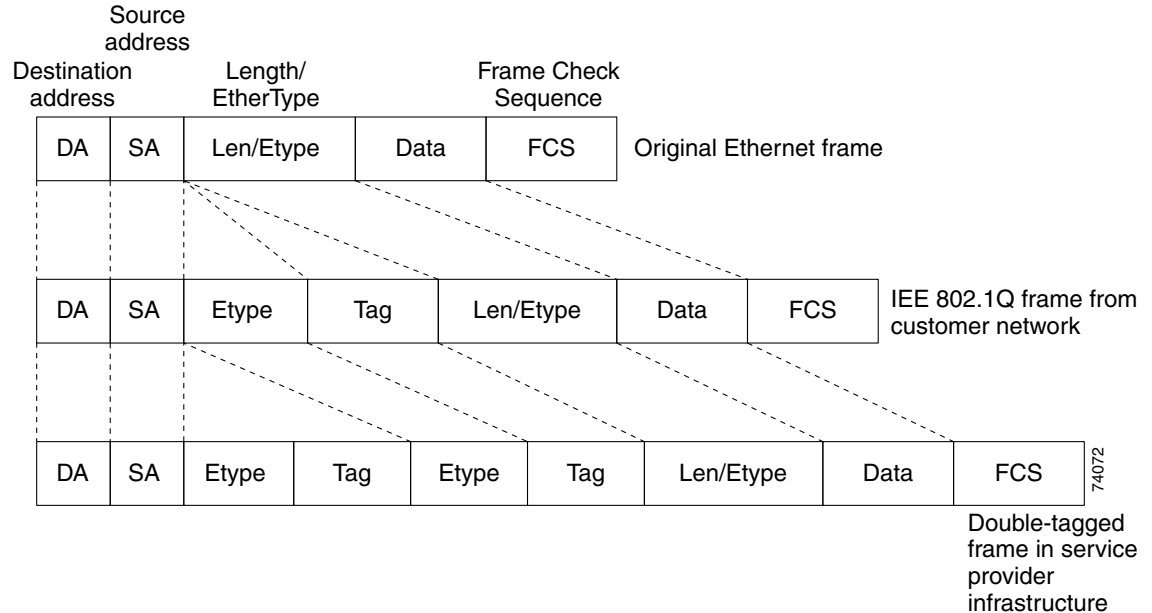 Source
address
Destination
address
Length/
EtherType
Frame Check
Sequence
DA SA Len/Etype Data FCS Original Ethernet frame
DA SA Etype Tag Len/Etype Data FCS
IEE 802.1Q frame from
customer network
DA SA Etype Tag Etype Tag Len/Etype Data FCS
74072
Double-tagged
frame in service
provider
infrastructure